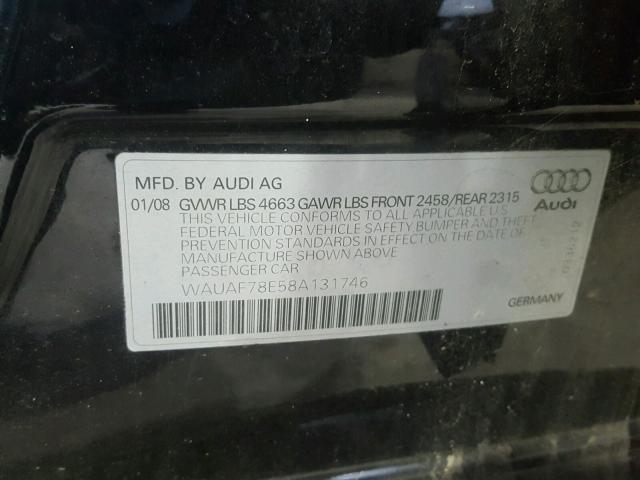 MFD. BY AUDI AG
01/08 GVWR LBS 4663 GAWR LBS FRONT 2458/REAR 2315
THIS VEHICLE CONFORMS TO ALL APPLICABLE U.S.
FEDERAL MOTOR VEHICLE SAFETY, BUMPER AND THEFT
PREVENTION STANDARDS IN EFFECT ON THE DATE OF
MANUFACTURE SHOWN ABOVE
PASSENGER CAR
WAUAF78E58A131746
Audi
GERMANY